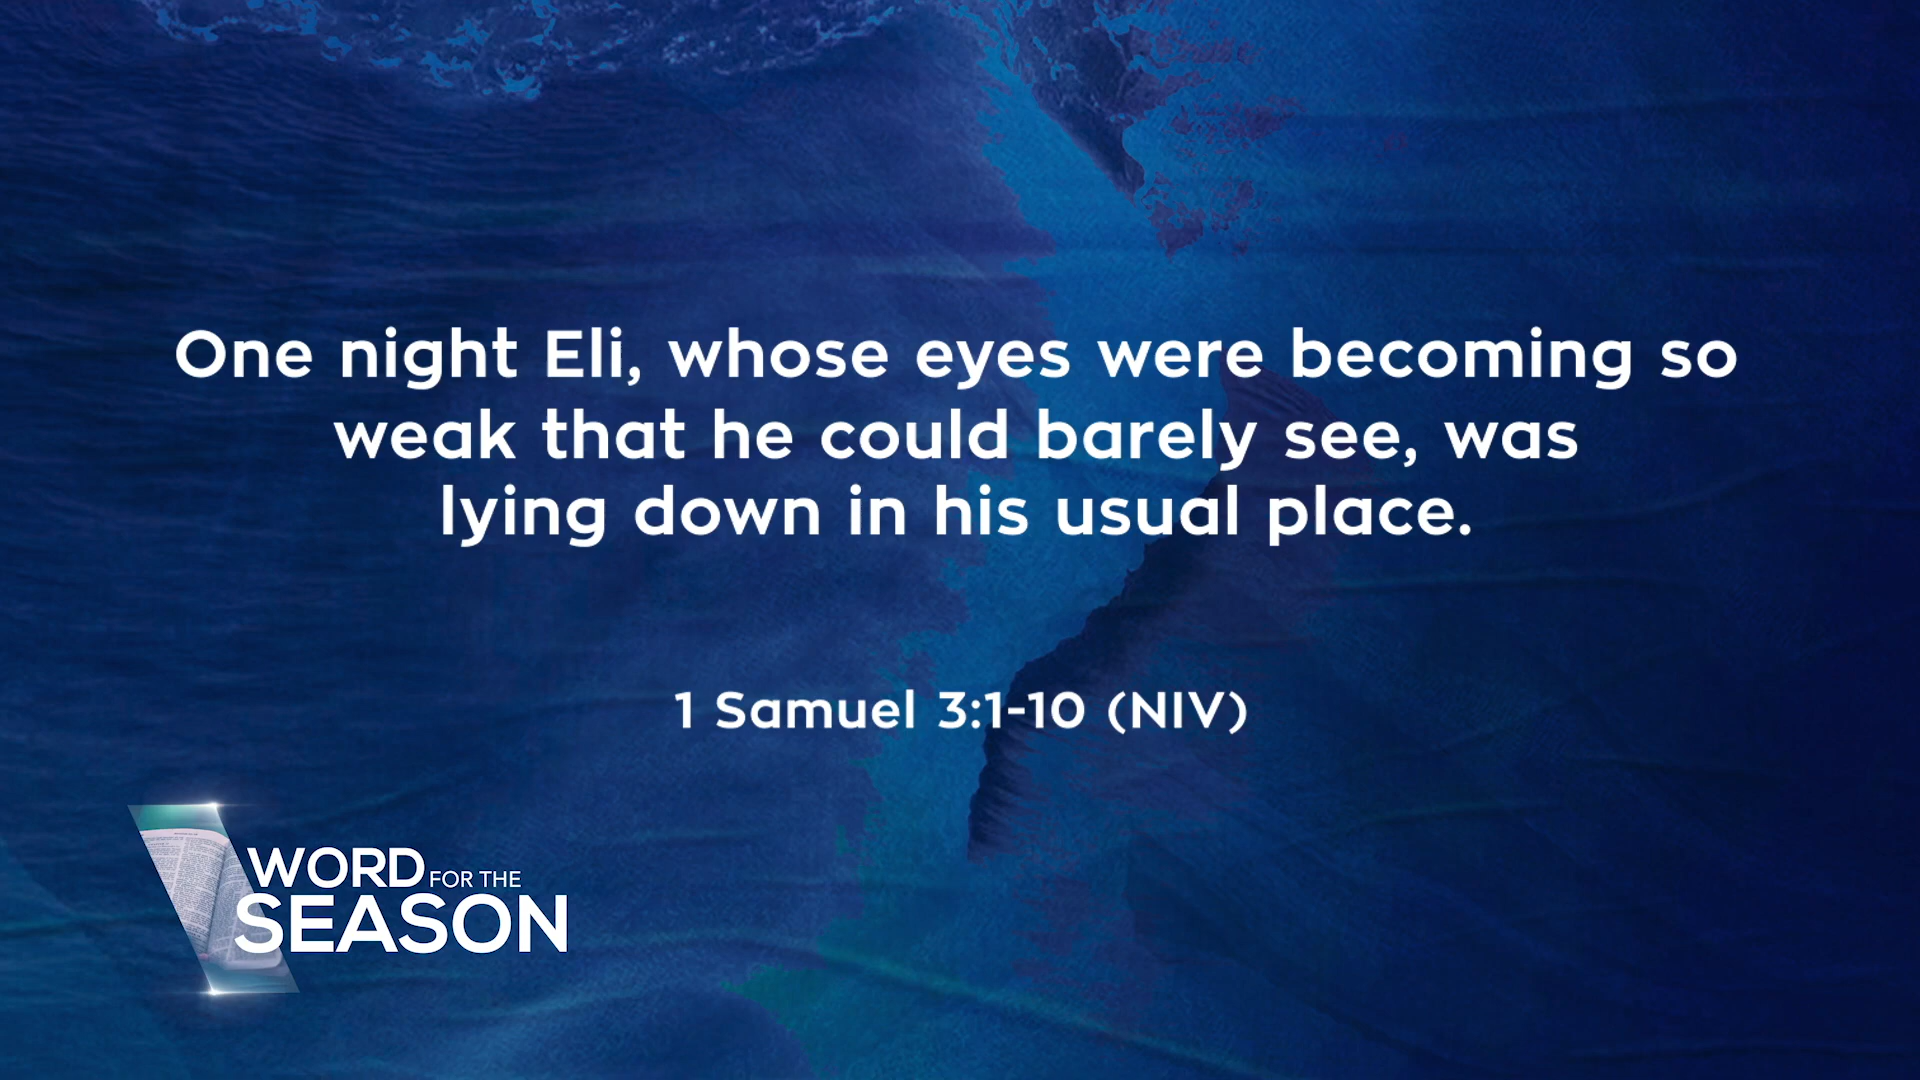 One night Eli, whose eyes were becoming so
weak that he could barely see, was
lying down in his usual place.
1 Samuel 3:1-10 (NIV)
WORD FOR THE
SEASON